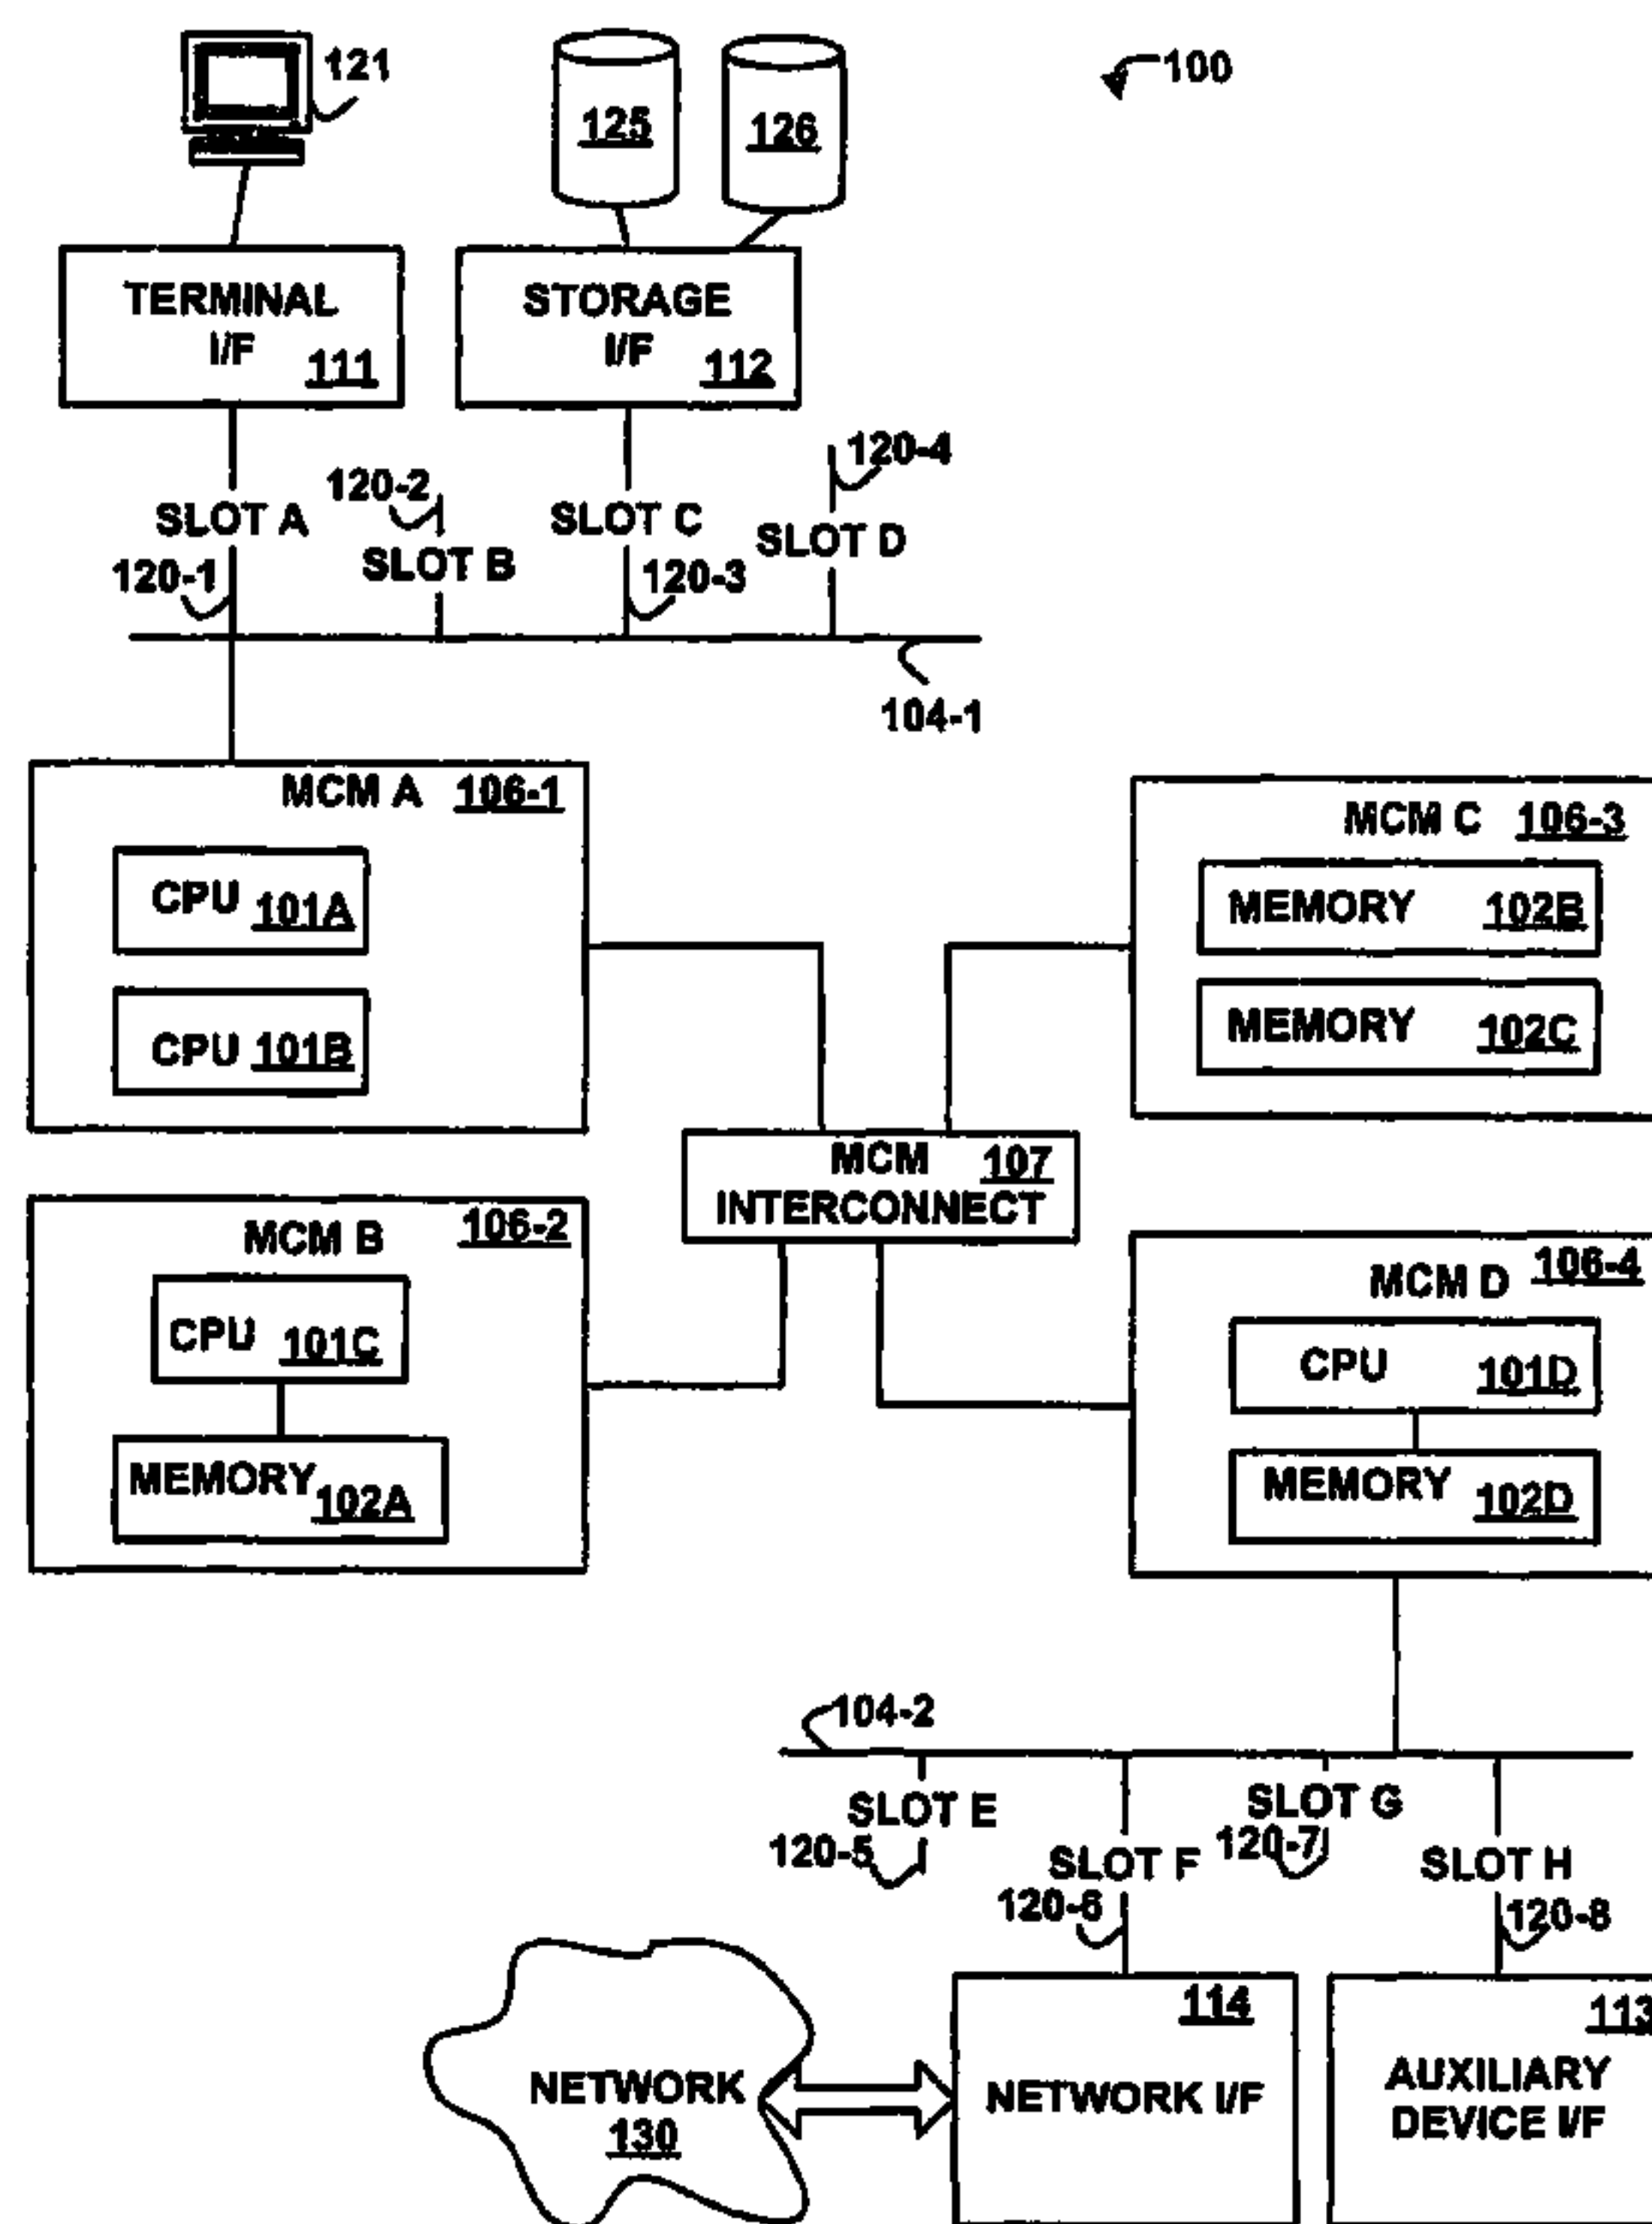 121
125
126
100
TERMINAL
I/F 111
STORAGE
I/F 112
120-4
120-2
SLOT A
SLOT C
SLOT D
SLOT B
120-1
120-3
104-1
MCM A 106-1
CPU 101A
CPU 101B
MCM C 106-3
MEMORY 102B
MEMORY 102C
MCM 107
INTERCONNECT
MCM B 106-2
CPU 101C
MEMORY 102A
MCM D 106-4
CPU 101D
MEMORY 102D
104-2
SLOT E
120-5
SLOT G
120-7
SLOT F
120-6
SLOT H
120-8
114
NETWORK I/F
113
AUXILIARY
DEVICE I/F
NETWORK
130